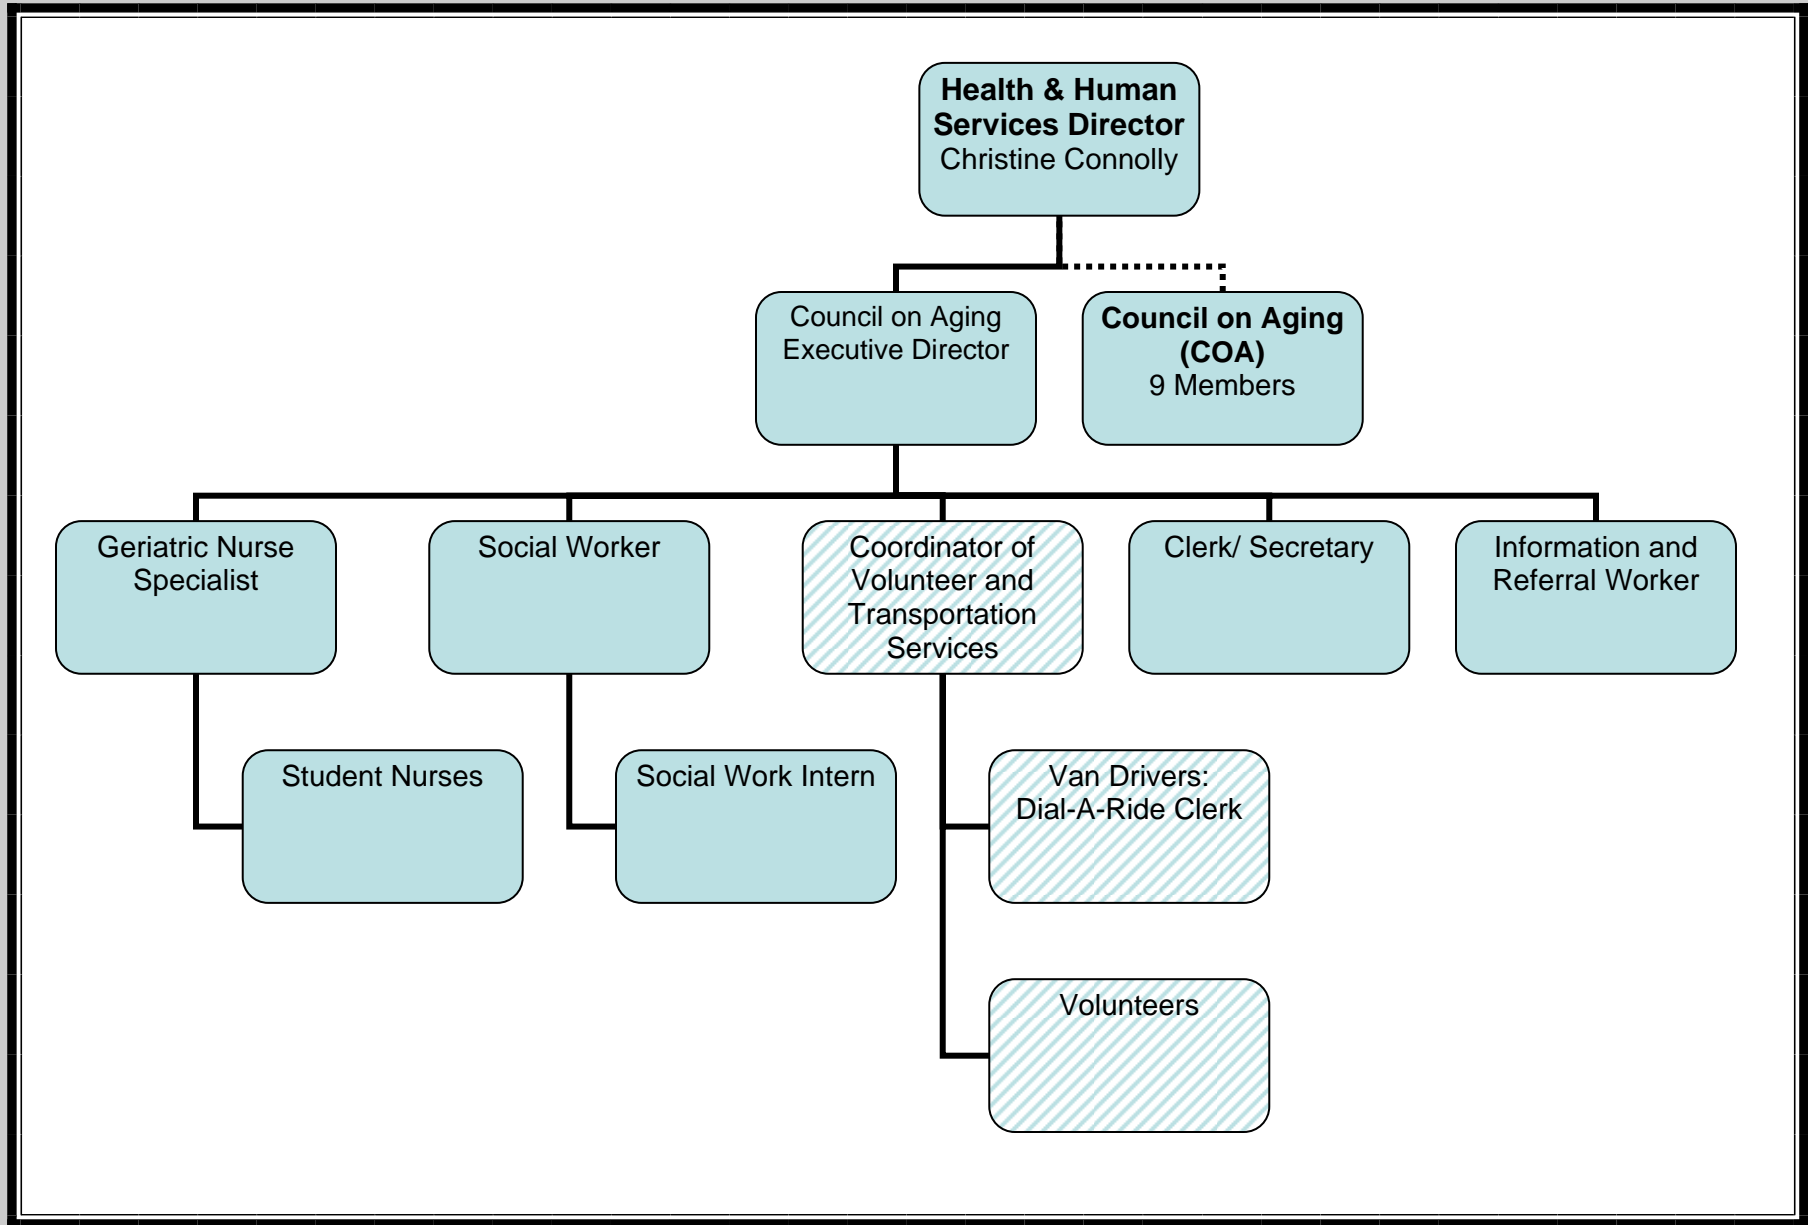 Health & Human
Services Director
Christine Connolly
Council on Aging
Executive Director
Council on Aging
(COA)
9 Members
Geriatric Nurse
Specialist
Social Worker
Coordinator of
Volunteer and
Transportation
Services
Clerk/ Secretary
Information and
Referral Worker
Student Nurses
Social Work Intern
Van Drivers:
Dial-A-Ride Clerk
Volunteers